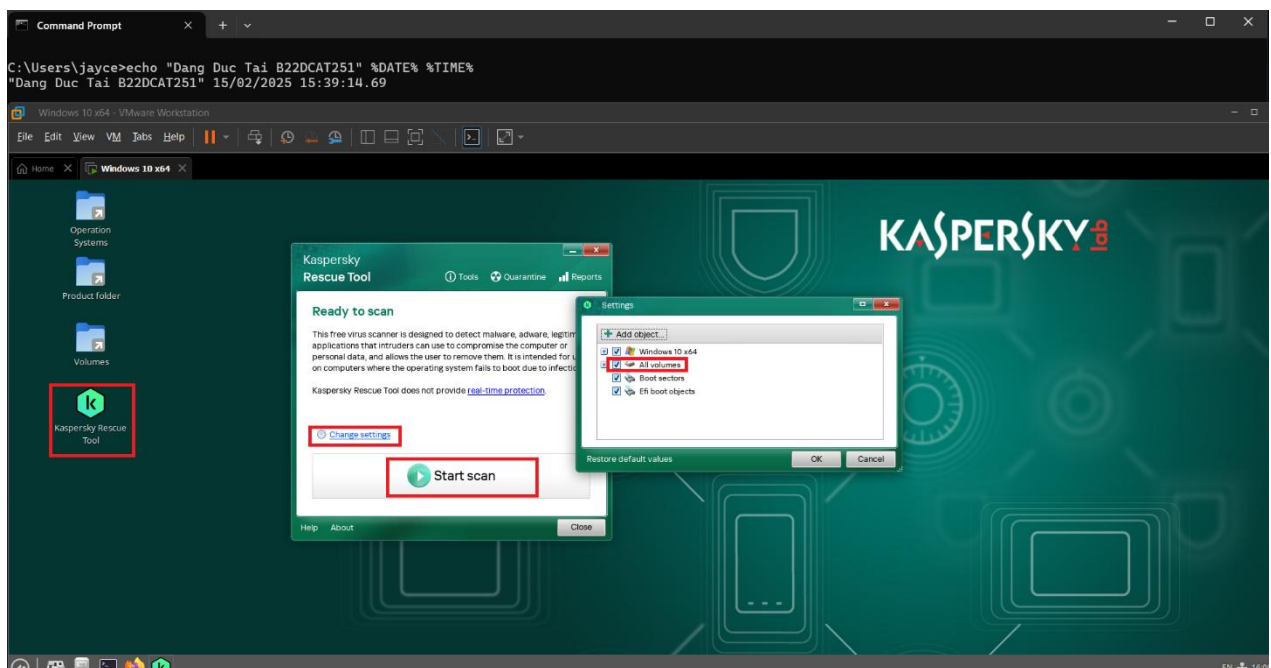 Command Prompt
C:\Users\jayce>echo "Dang Duc Tai B22DCAT251" %DATE% %TIME%
"Dang Duc Tai B22DCAT251" 15/02/2025 15:39:14.69
Windows 10 x64 - VMware Workstation
File Edit View VM Tabs Help
Home Windows 10 x64
Operation
Systems
Product folder
Volumes
Kaspersky Rescue
Tool
KASPERSKY lab
Kaspersky
Rescue Tool
Tools Quarantine Reports
Ready to scan
This free virus scanner is designed to detect malware, adware,
applications that intruders can use to compromise the computer or
personal data, and allows the user to remove them. It is intended for
on computers where the operating system fails to boot due to
Kaspersky Rescue Tool does not provide real-time protection.
Change settings
Start scan
Help About
Close
Settings
Add object...
Windows 10 x64
All volumes
Boot sectors
Efi boot objects
Restore default values
OK Cancel
EN